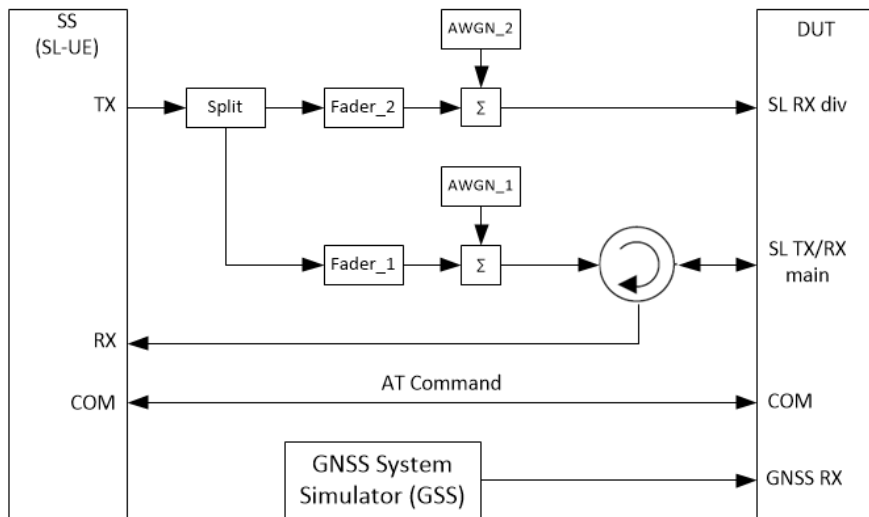 SS
(SL-UE)
DUT
AWGN_2
TX
Split
Fader_2
Σ
SL RX div
AWGN_1
Fader_1
Σ
SL TX/RX
main
RX
AT Command
COM
COM
GNSS System
Simulator (GSS)
GNSS RX